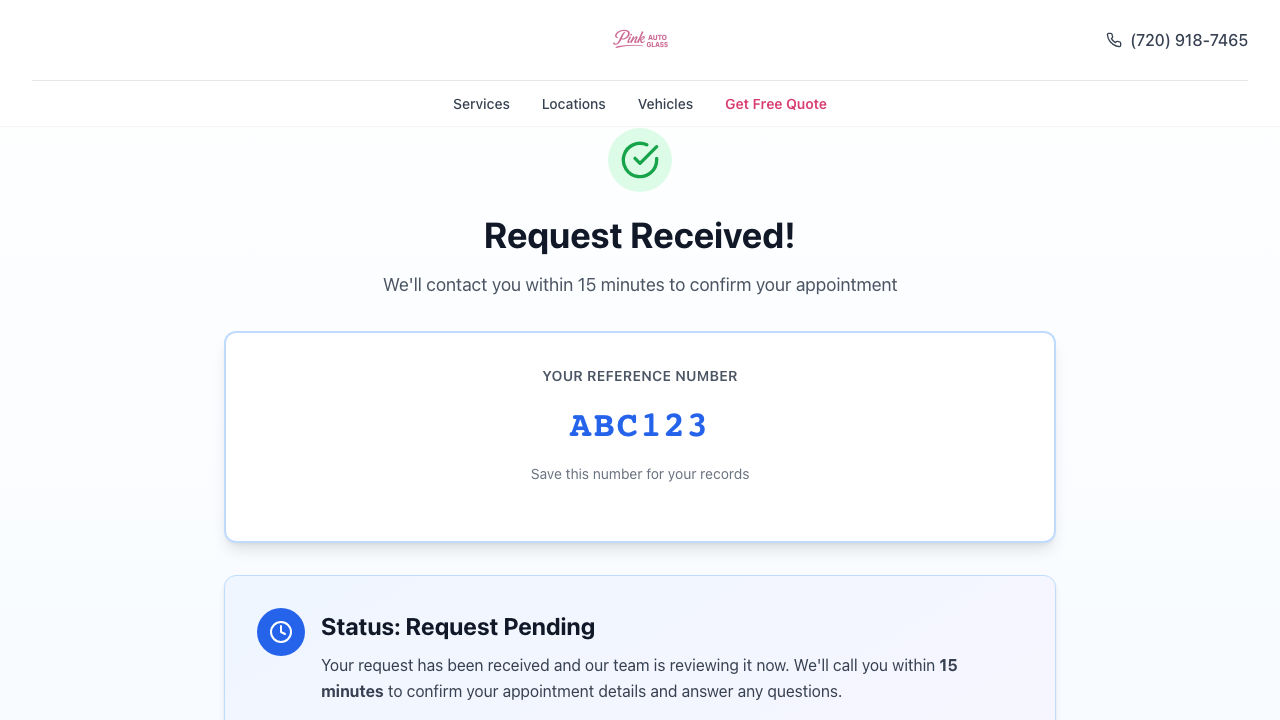 Pink AUTO GLASS
(720) 918-7465
Services Locations Vehicles Get Free Quote
Request Received!
We'll contact you within 15 minutes to confirm your appointment
YOUR REFERENCE NUMBER
ABC123
Save this number for your records
Status: Request Pending
Your request has been received and our team is reviewing it now. We'll call you within 15
minutes to confirm your appointment details and answer any questions.